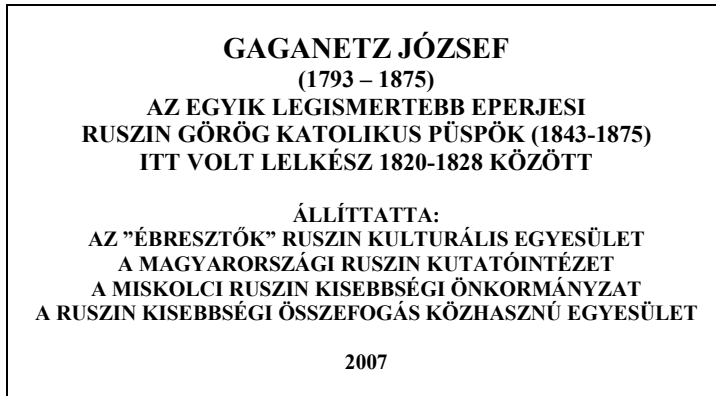 GAGANETZ JÓZSEF
(1793 – 1875)
AZ EGYIK LEGISMERTEBB EPERJESI
RUSZIN GÖRÖG KATOLIKUS PÜSPÖK (1843-1875)
ITT VOLT LELKÉSZ 1820-1828 KÖZÖTT
ÁLLÍTTATTA:
AZ ”ÉBRESZTŐK” RUSZIN KULTURÁLIS EGYESÜLET
A MAGYARORSZÁGI RUSZIN KUTATÓINTÉZET
A MISKOLCI RUSZIN KISEBBSÉGI ÖNKORMÁNYZAT
A RUSZIN KISEBBSÉGI ÖSSZEFOGÁS KÖZHASZNÚ EGYESÜLET
2007